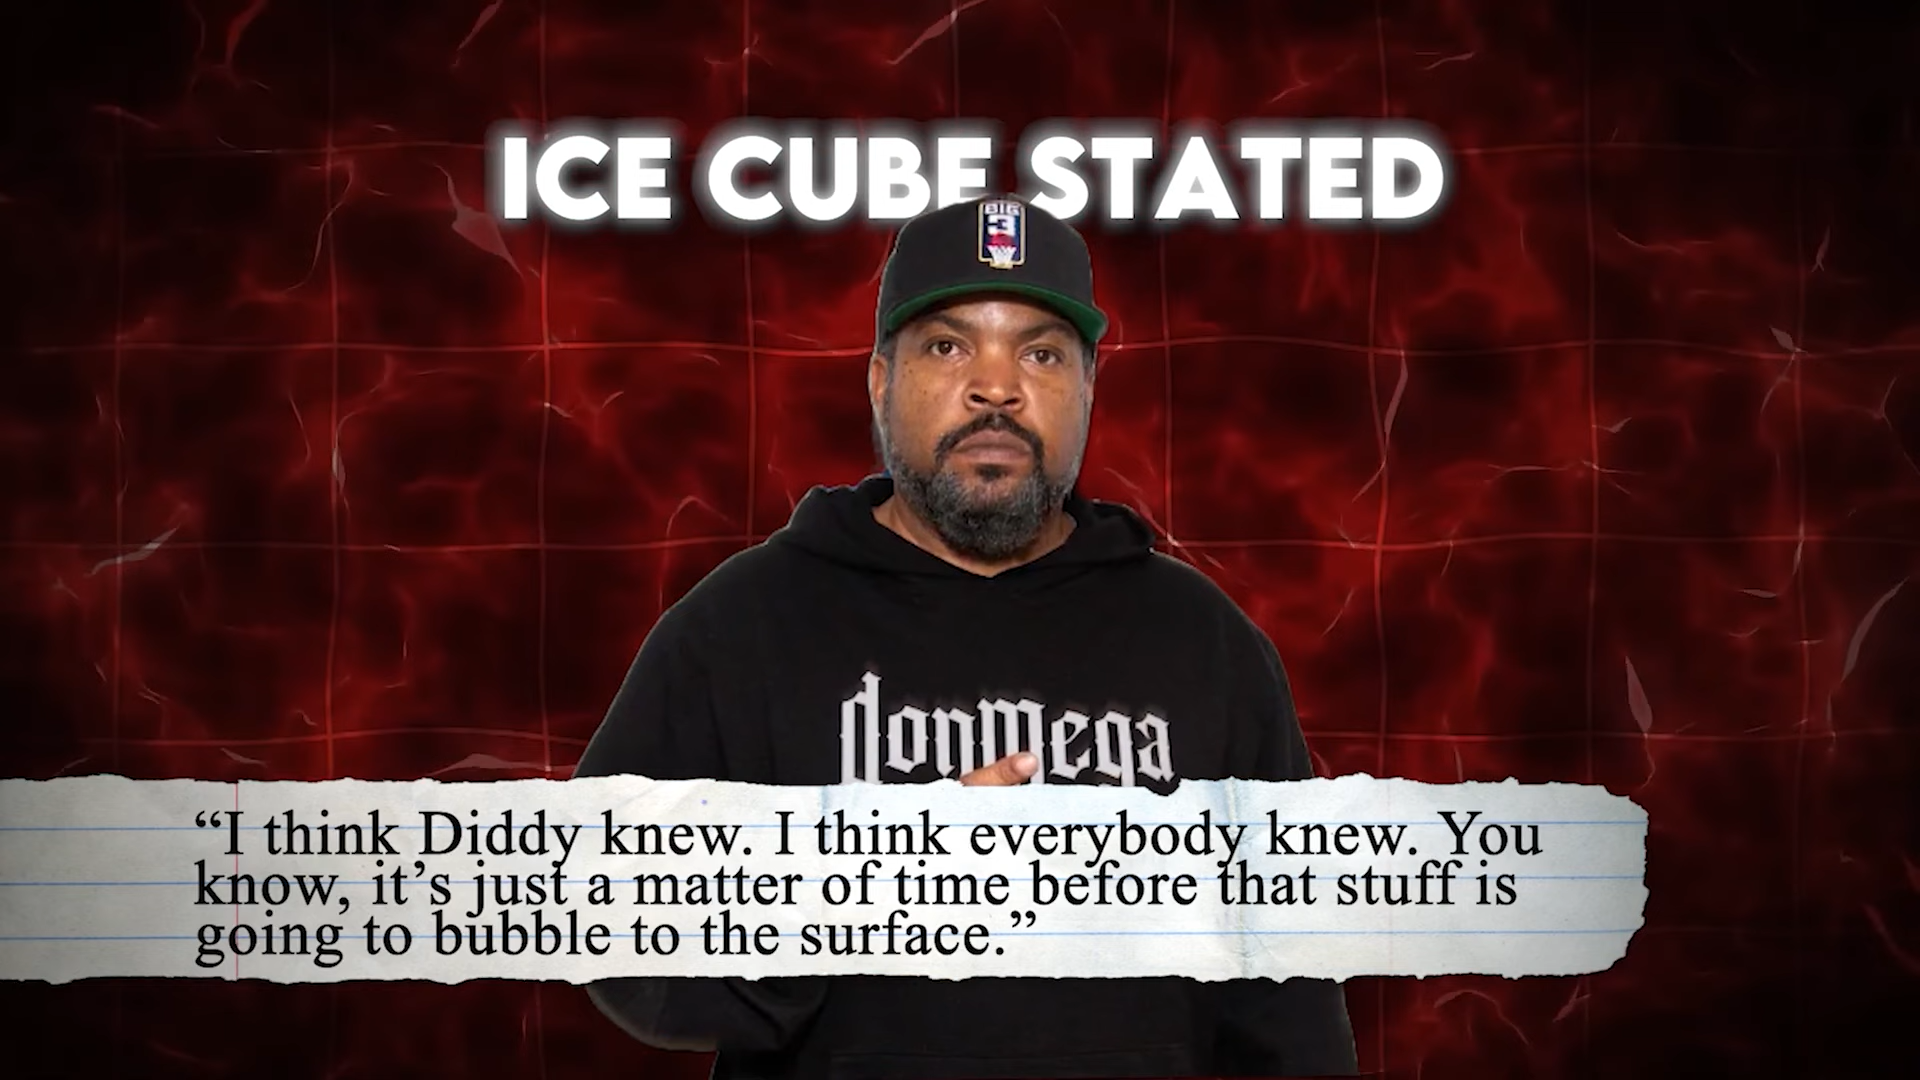 ICE CUBE STATED
BIG
3
donmega
“I think Diddy knew. I think everybody knew. You
know, it’s just a matter of time before that stuff is
going to bubble to the surface.”